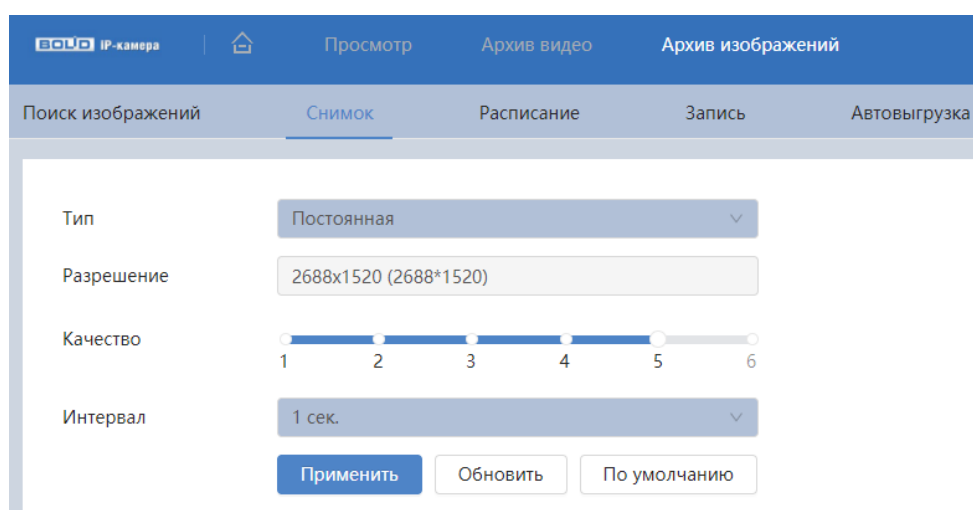 BOLID IP-камера Просмотр Архив видео Архив изображений
Поиск изображений Снимок Расписание Запись Автовыгрузка
Тип Постоянная
Разрешение 2688x1520 (2688*1520)
Качество
1 2 3 4 5 6
Интервал 1 сек.
Применить Обновить По умолчанию